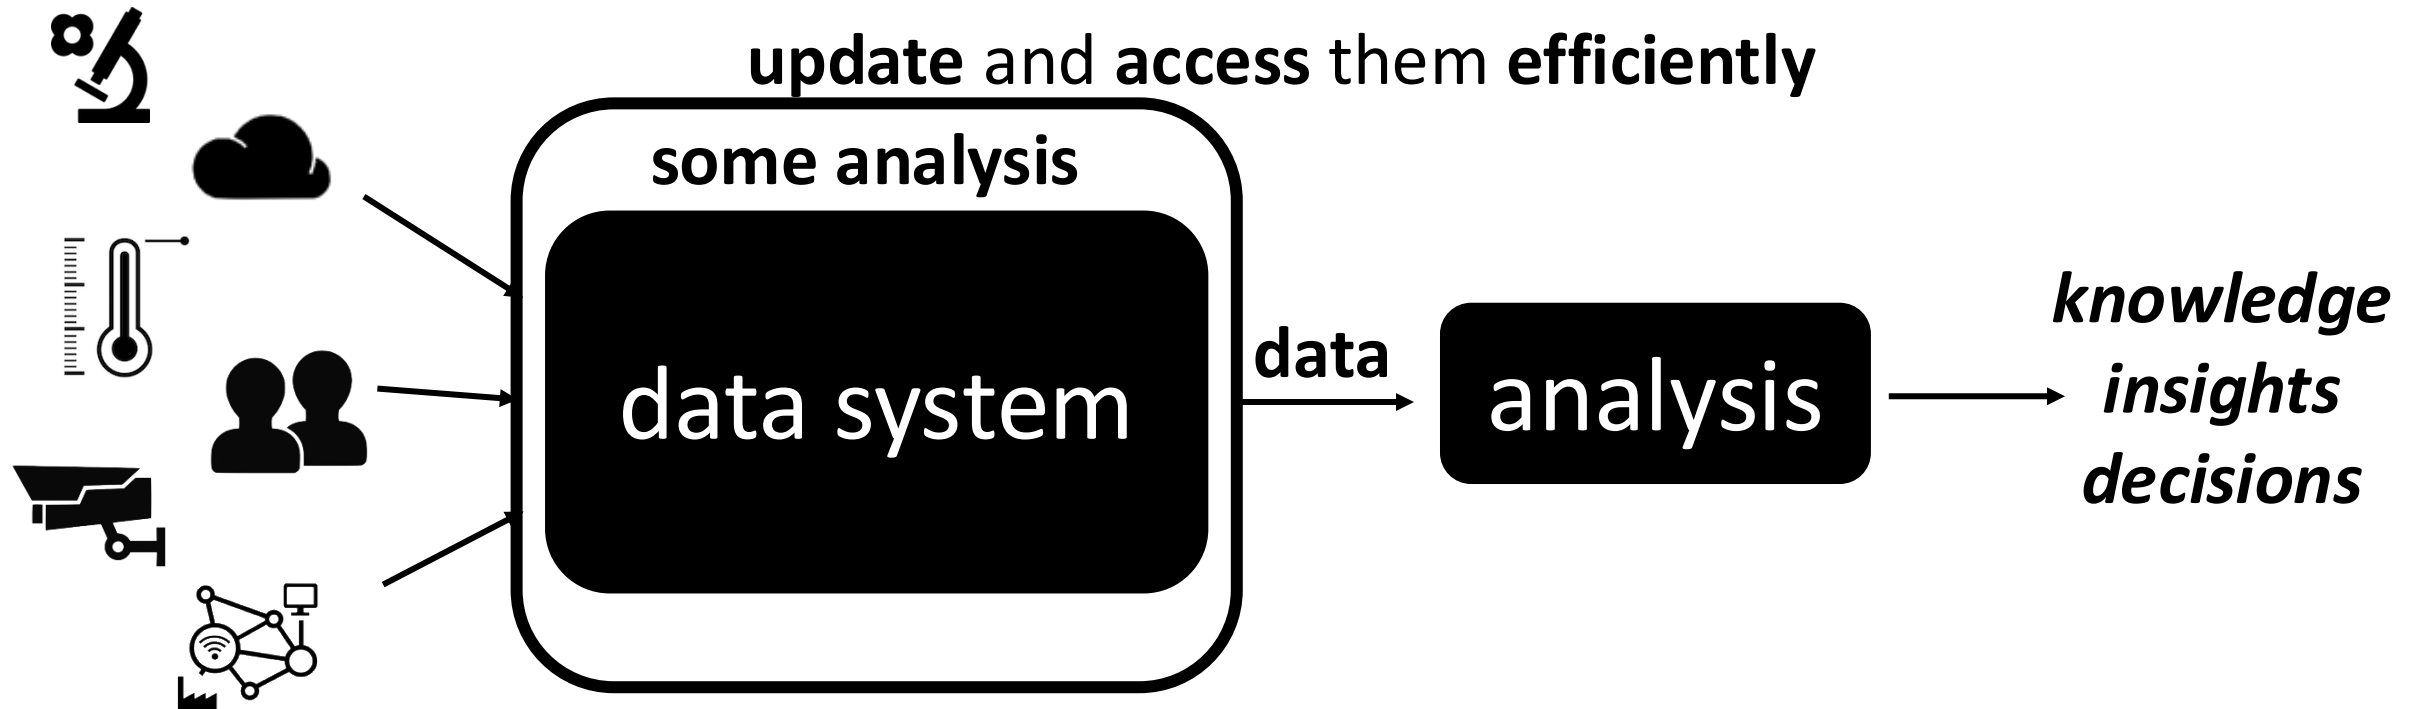 update and access them efficiently
some analysis
data system
data
analysis
knowledge
insights
decisions